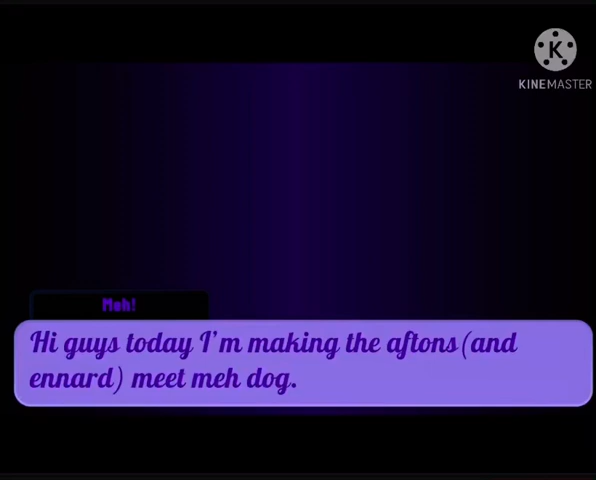 KINEMASTER
Meh!
Hi guys today I'm making the aftons(and
ennard) meet meh dog.